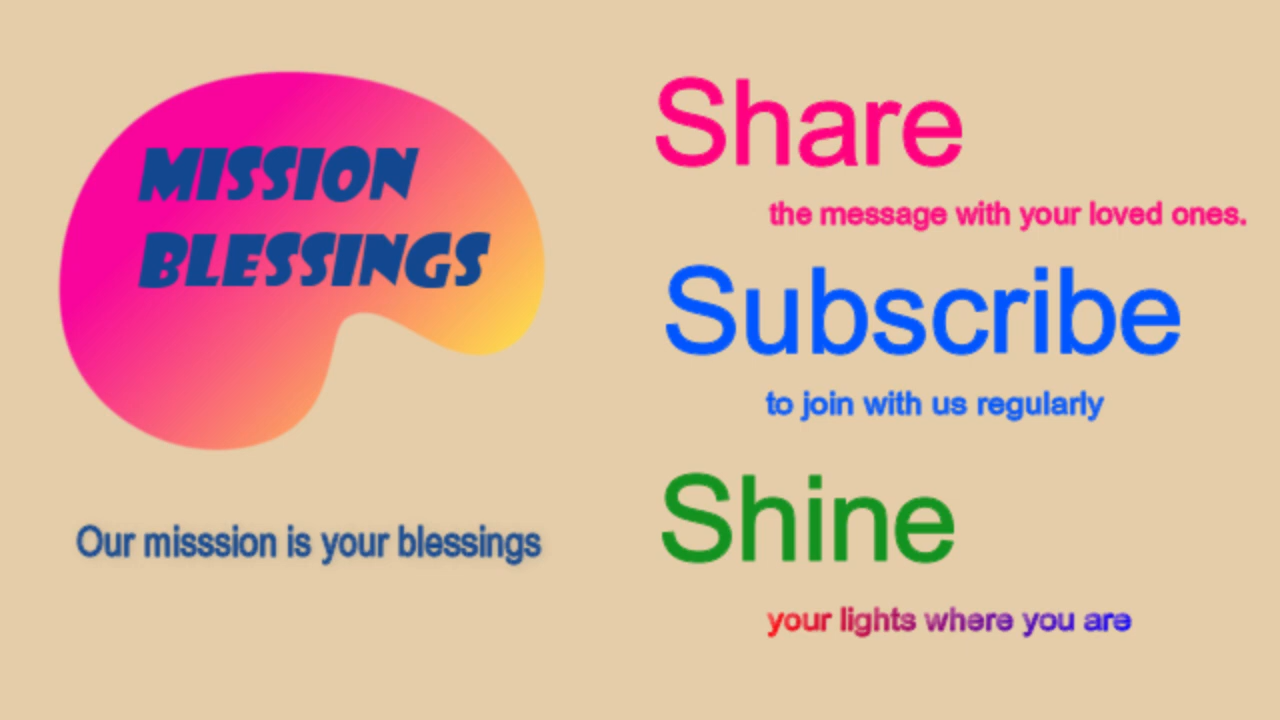 MISSION
BLESSINGS
Our misssion is your blessings
Share
the message with your loved ones.
Subscribe
to join with us regularly
Shine
your lights where you are